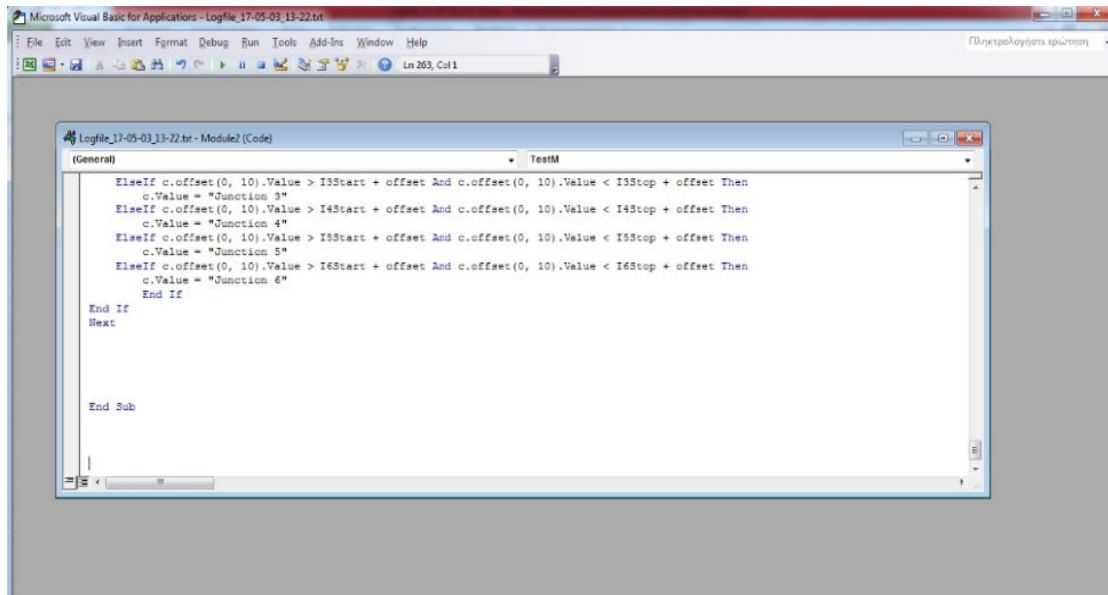 Microsoft Visual Basic for Applications - Logfile_17-05-03_13-22.txt
File Edit View Insert Format Debug Run Tools Add-Ins Window Help
Πληκτρολογήστε ερώτηση
Ln 263, Col 1
Logfile_17-05-03_13-22.txt - Module2 (Code)
(General)
TestM
ElseIf c.offset(0, 10).Value > I3Start + offset And c.offset(0, 10).Value < I3Stop + offset Then
c.Value = "Junction 3"
ElseIf c.offset(0, 10).Value > I4Start + offset And c.offset(0, 10).Value < I4Stop + offset Then
c.Value = "Junction 4"
ElseIf c.offset(0, 10).Value > I5Start + offset And c.offset(0, 10).Value < I5Stop + offset Then
c.Value = "Junction 5"
ElseIf c.offset(0, 10).Value > I6Start + offset And c.offset(0, 10).Value < I6Stop + offset Then
c.Value = "Junction 6"
End If
End If
Next
End Sub